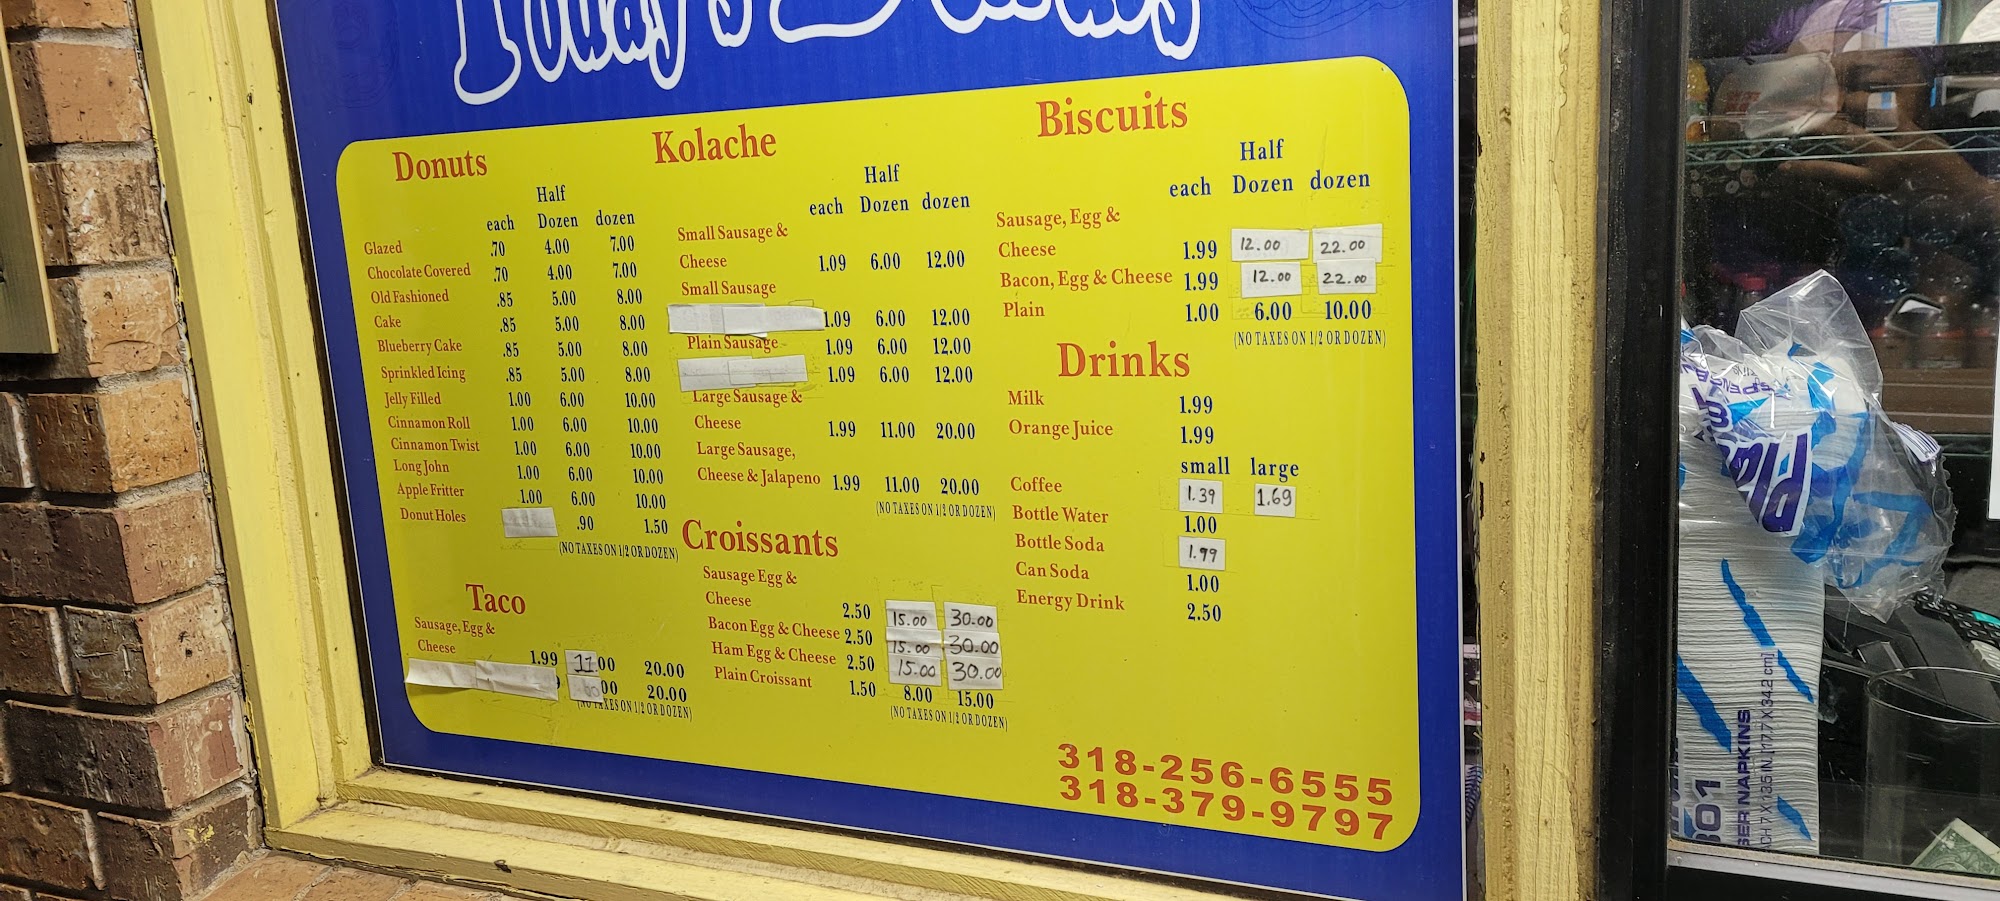 Today's Donuts
Donuts
Half
each Dozen dozen
Glazed .70 4.00 7.00
Chocolate Covered .70 4.00 7.00
Old Fashioned .85 5.00 8.00
Cake .85 5.00 8.00
Blueberry Cake .85 5.00 8.00
Sprinkled Icing .85 5.00 8.00
Jelly Filled 1.00 6.00 10.00
Cinnamon Roll 1.00 6.00 10.00
Cinnamon Twist 1.00 6.00 10.00
Long John 1.00 6.00 10.00
Apple Fritter 1.00 6.00 10.00
Donut Holes .90 1.50
(NO TAXES ON 1/2 OR DOZEN)
Taco
Sausage, Egg &
Cheese 1.99 11.00 20.00
00 20.00
(NO TAXES ON 1/2 OR DOZEN)
Kolache
Half
each Dozen dozen
Small Sausage &
Cheese 1.09 6.00 12.00
Small Sausage
1.09 6.00 12.00
Plain Sausage 1.09 6.00 12.00
1.09 6.00 12.00
Large Sausage &
Cheese 1.99 11.00 20.00
Large Sausage,
Cheese & Jalapeno 1.99 11.00 20.00
(NO TAXES ON 1/2 OR DOZEN)
Croissants
Sausage Egg &
Cheese 2.50 15.00 30.00
Bacon Egg & Cheese 2.50 15.00 30.00
Ham Egg & Cheese 2.50 15.00 30.00
Plain Croissant 1.50 8.00 15.00
(NO TAXES ON 1/2 OR DOZEN)
Biscuits
Half
each Dozen dozen
Sausage, Egg &
Cheese 1.99 12.00 22.00
Bacon, Egg & Cheese 1.99 12.00 22.00
Plain 1.00 6.00 10.00
(NO TAXES ON 1/2 OR DOZEN)
Drinks
Milk 1.99
Orange Juice 1.99
small large
Coffee 1.39 1.69
Bottle Water 1.00
Bottle Soda 1.99
Can Soda 1.00
Energy Drink 2.50
318-256-6555
318-379-9797